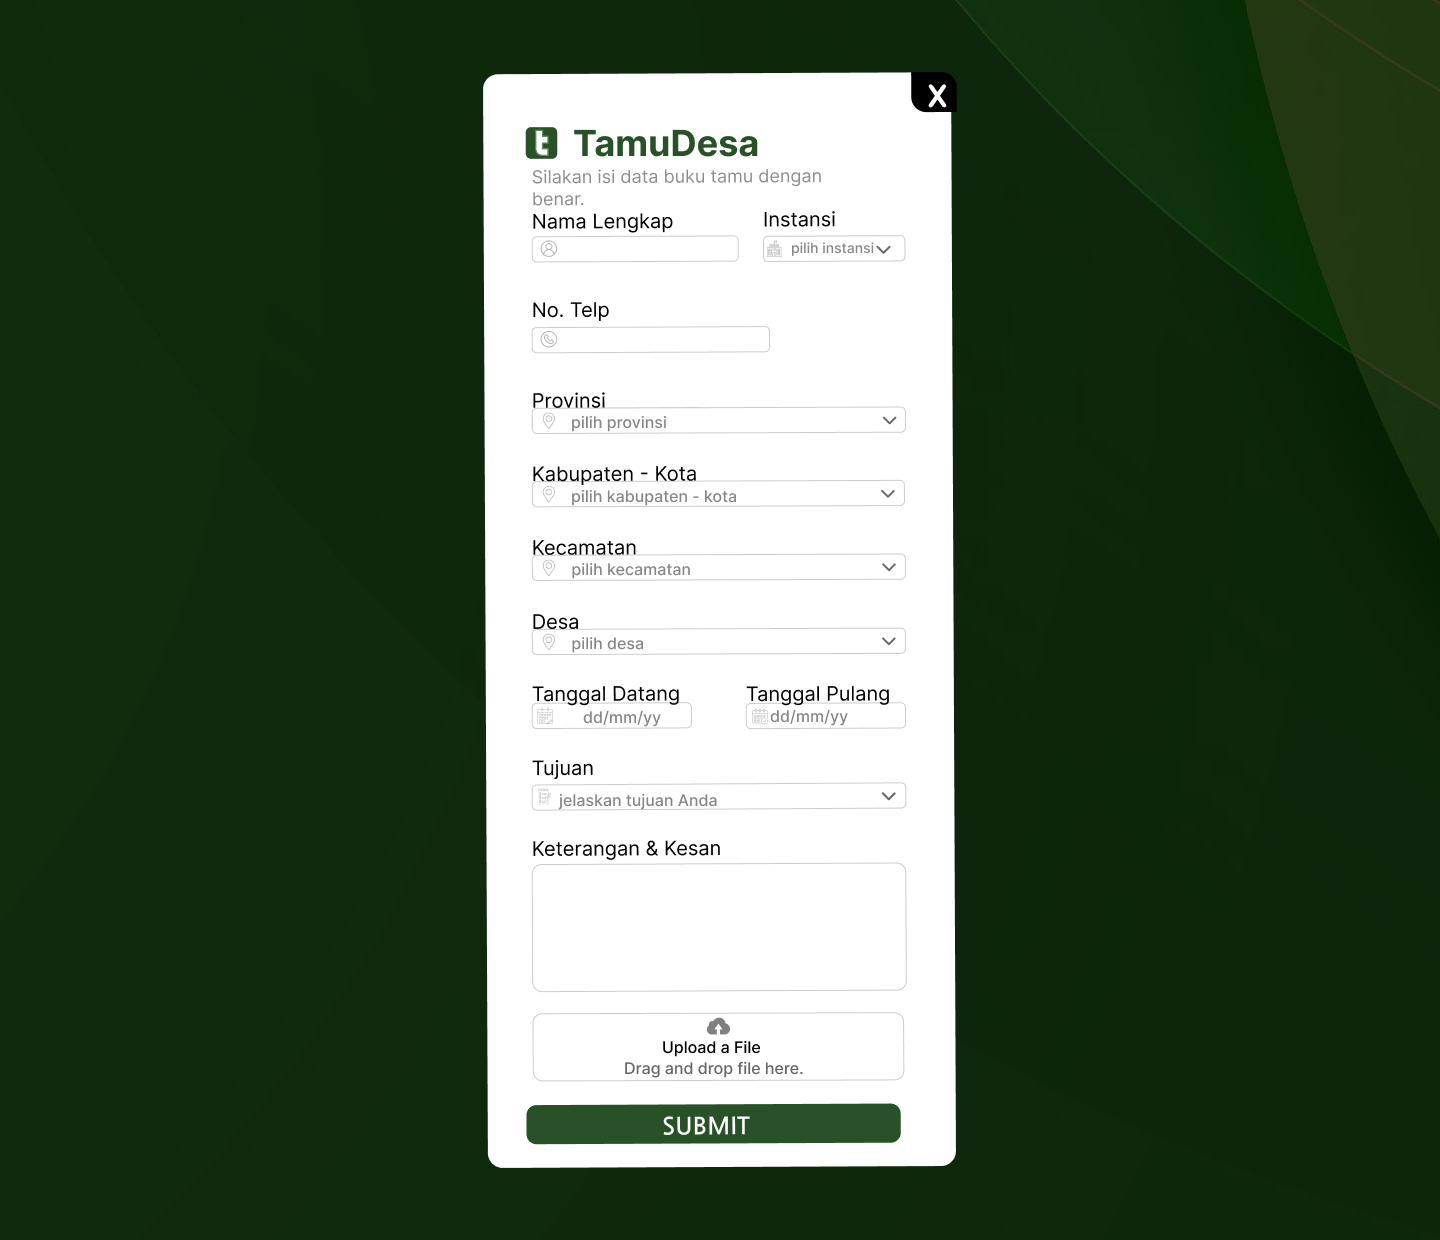 X
t TamuDesa
Silakan isi data buku tamu dengan
benar.
Nama Lengkap
Instansi
pilih instansi
No. Telp
Provinsi
pilih provinsi
Kabupaten - Kota
pilih kabupaten - kota
Kecamatan
pilih kecamatan
Desa
pilih desa
Tanggal Datang
Tanggal Pulang
dd/mm/yy
dd/mm/yy
Tujuan
jelaskan tujuan Anda
Keterangan & Kesan
Upload a File
Drag and drop file here.
SUBMIT